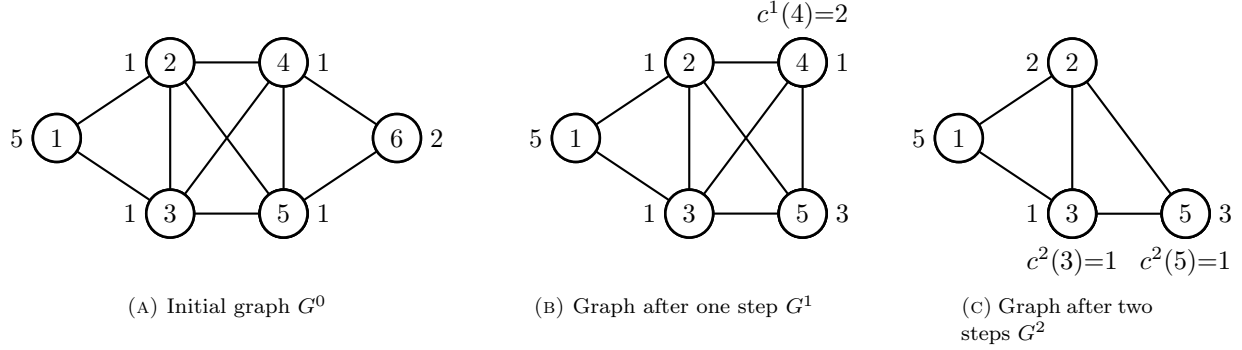 c¹(4)=2
1 2 4 1
1 2 4 1
2 2
5 1 6 2
5 1
5 1
1 3 5 1
1 3 5 3
1 3 5 3
c²(3)=1 c²(5)=1
(A) Initial graph G⁰
(B) Graph after one step G¹
(C) Graph after two
steps G²